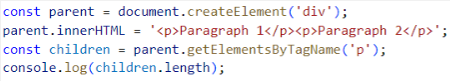 const parent = document.createElement('div');
parent.innerHTML = '<p>Paragraph 1</p><p>Paragraph 2</p>';
const children = parent.getElementsByTagName('p');
console.log(children.length);